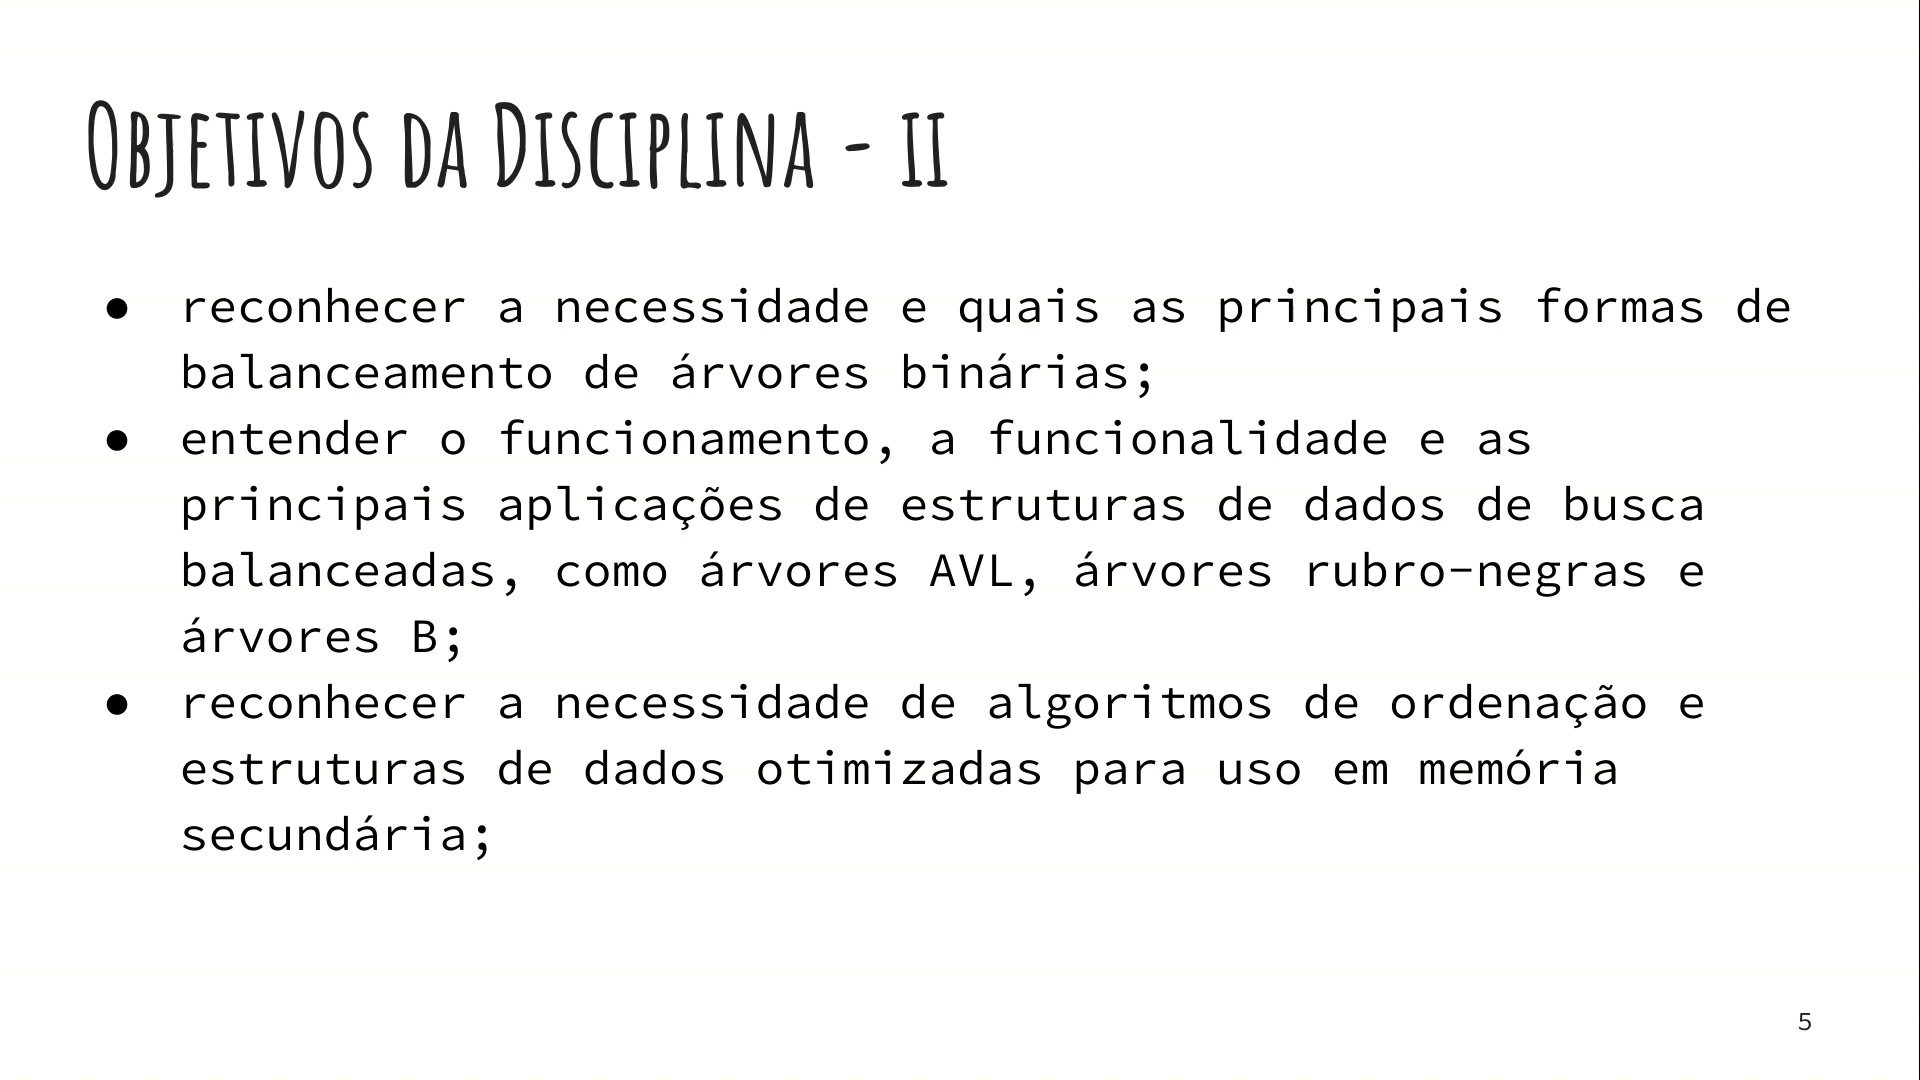 Objetivos da Disciplina - II
● reconhecer a necessidade e quais as principais formas de
balanceamento de árvores binárias;
● entender o funcionamento, a funcionalidade e as
principais aplicações de estruturas de dados de busca
balanceadas, como árvores AVL, árvores rubro-negras e
árvores B;
● reconhecer a necessidade de algoritmos de ordenação e
estruturas de dados otimizadas para uso em memória
secundária;
5